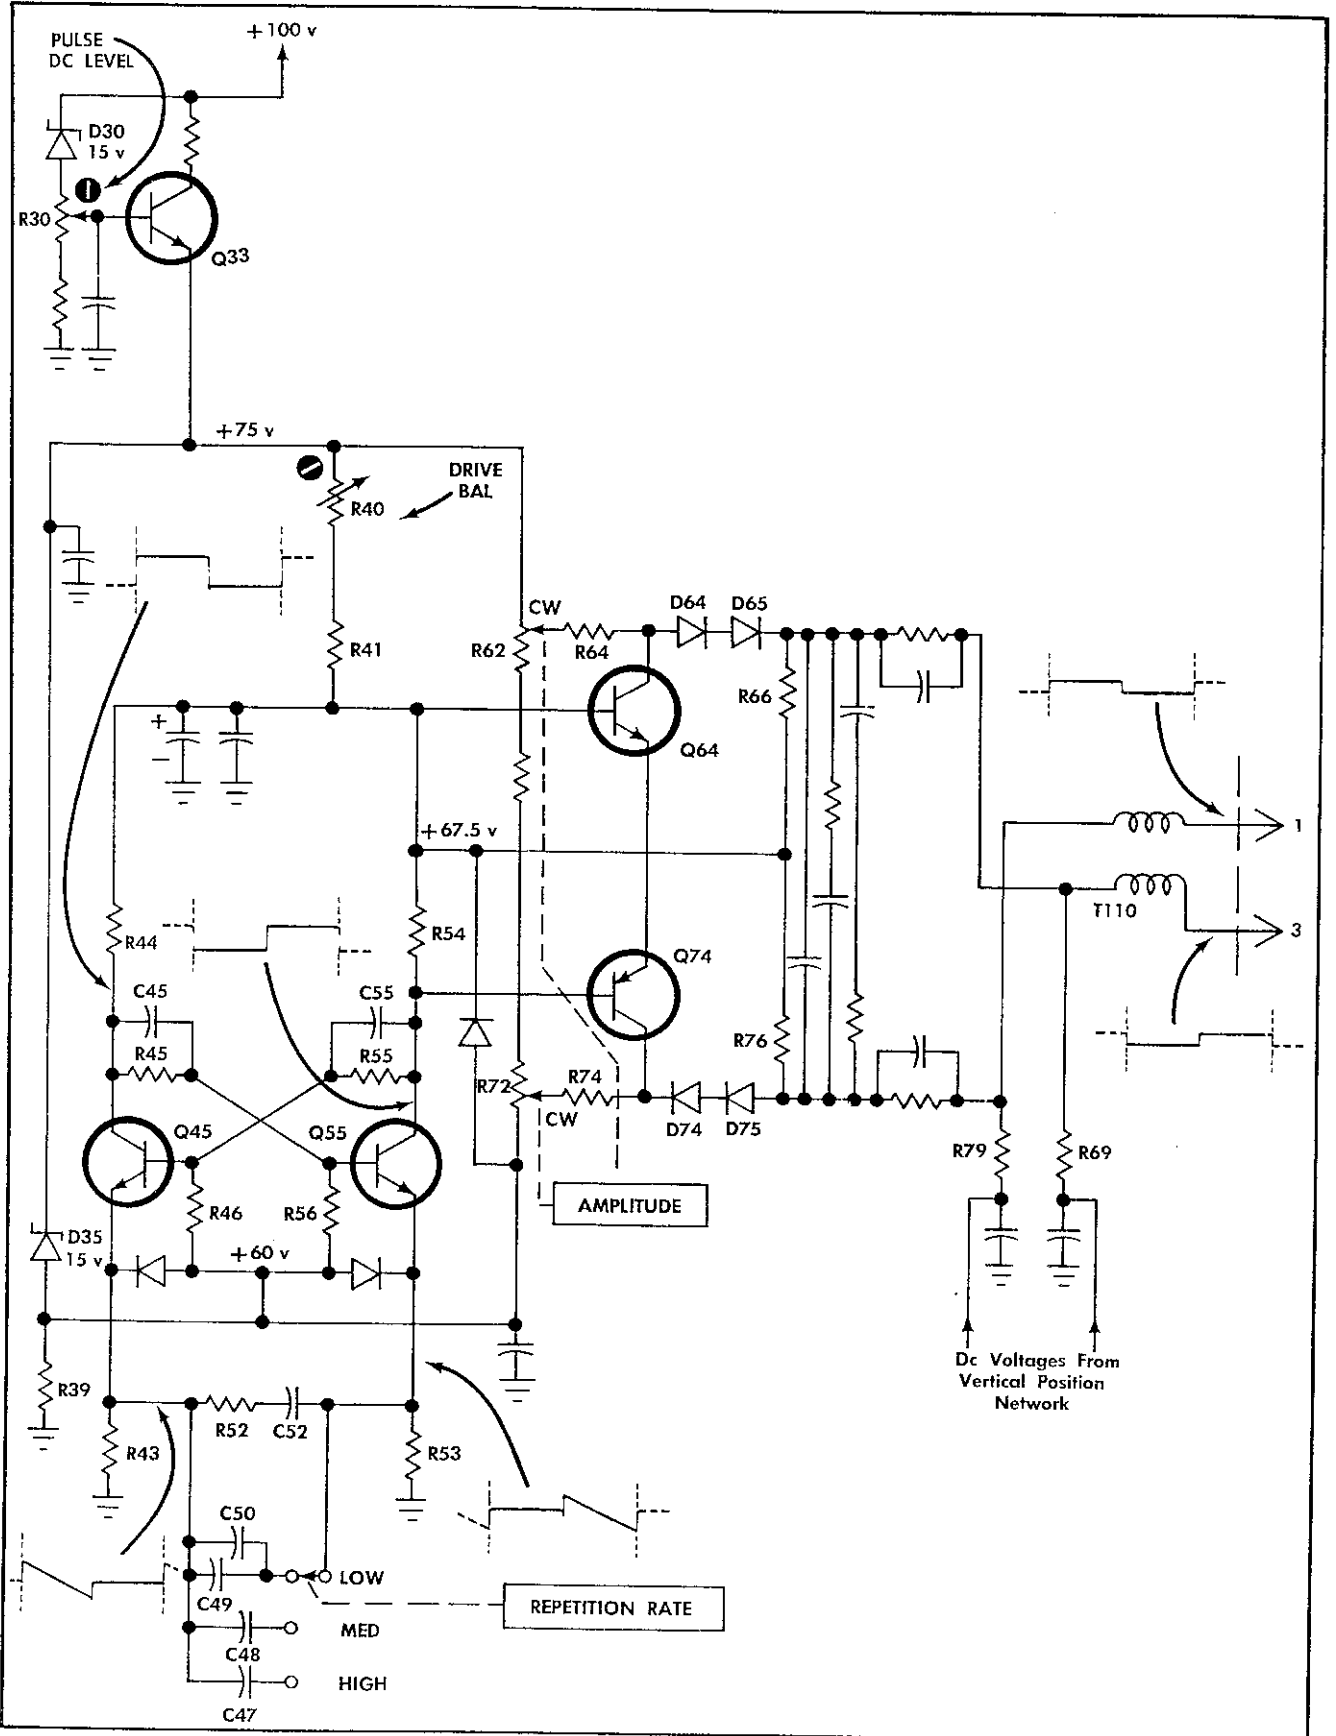 +100 v
PULSE
DC LEVEL
D30
15 v
R30
Q33
+75 v
DRIVE
BAL
R40
CW
D64
D65
R41
R62
R64
R66
+
−
Q64
+67.5 v
1
T110
3
R44
R54
Q74
C45
C55
R45
R55
R76
R72
R74
CW
D74
D75
Q45
Q55
R79
R69
AMPLITUDE
R46
R56
D35
15 v
+60 v
Dc Voltages From
Vertical Position
Network
R39
R52
C52
R43
R53
C50
LOW
C49
REPETITION RATE
MED
C48
HIGH
C47